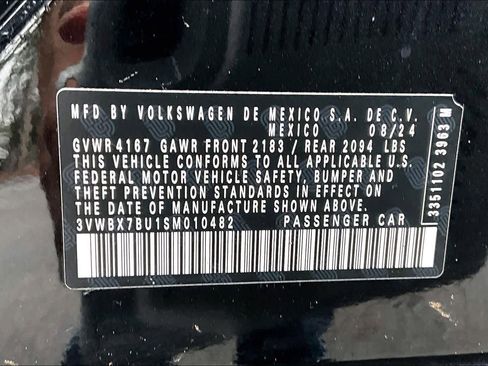 MFD BY VOLKSWAGEN DE MEXICO S.A. DE C.V.
MEXICO 08/24
GVWR 4167 GAWR FRONT 2183 / REAR 2094 LBS
THIS VEHICLE CONFORMS TO ALL APPLICABLE U.S.
FEDERAL MOTOR VEHICLE SAFETY, BUMPER AND
THEFT PREVENTION STANDARDS IN EFFECT ON
THE DATE OF MANUFACTURE SHOWN ABOVE
3VWBX7BU1SM010482 PASSENGER CAR
3351102 3963 M